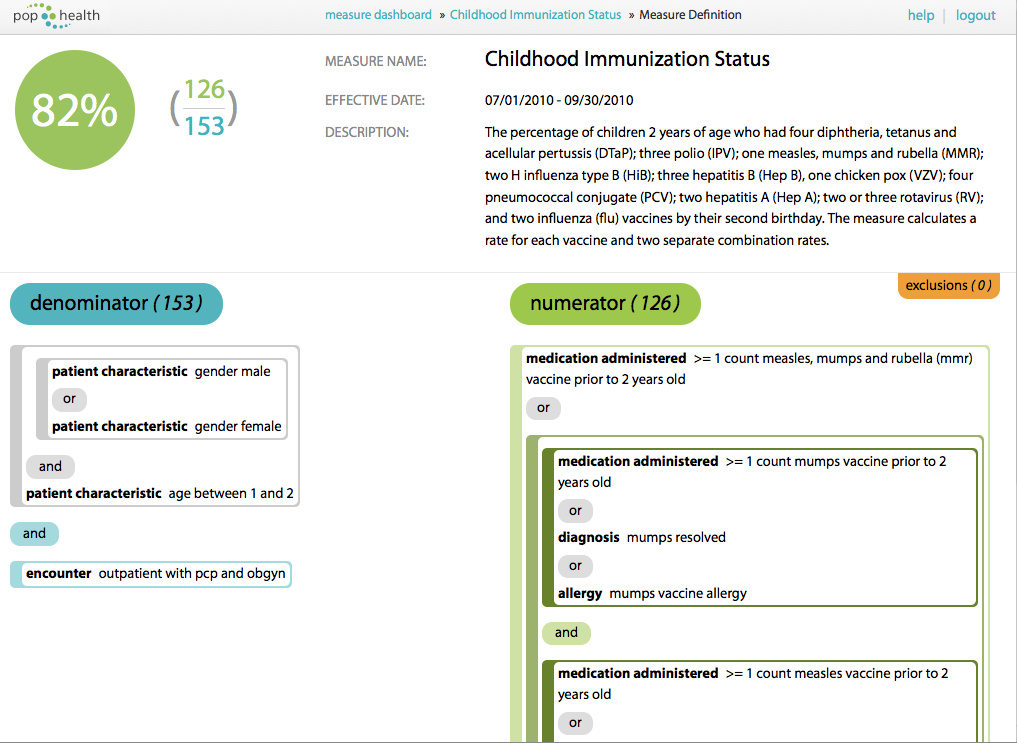 pop health
measure dashboard » Childhood Immunization Status » Measure Definition
help | logout
82%
(126
153)
MEASURE NAME:
Childhood Immunization Status
EFFECTIVE DATE:
07/01/2010 - 09/30/2010
DESCRIPTION:
The percentage of children 2 years of age who had four diphtheria, tetanus and
acellular pertussis (DTaP); three polio (IPV); one measles, mumps and rubella (MMR);
two H influenza type B (HiB); three hepatitis B (Hep B), one chicken pox (VZV); four
pneumococcal conjugate (PCV); two hepatitis A (Hep A); two or three rotavirus (RV);
and two influenza (flu) vaccines by their second birthday. The measure calculates a
rate for each vaccine and two separate combination rates.
denominator (153)
patient characteristic gender male
or
patient characteristic gender female
and
patient characteristic age between 1 and 2
and
encounter outpatient with pcp and obgyn
numerator (126)
exclusions (0)
medication administered >= 1 count measles, mumps and rubella (mmr)
vaccine prior to 2 years old
or
medication administered >= 1 count mumps vaccine prior to 2
years old
or
diagnosis mumps resolved
or
allergy mumps vaccine allergy
and
medication administered >= 1 count measles vaccine prior to 2
years old
or